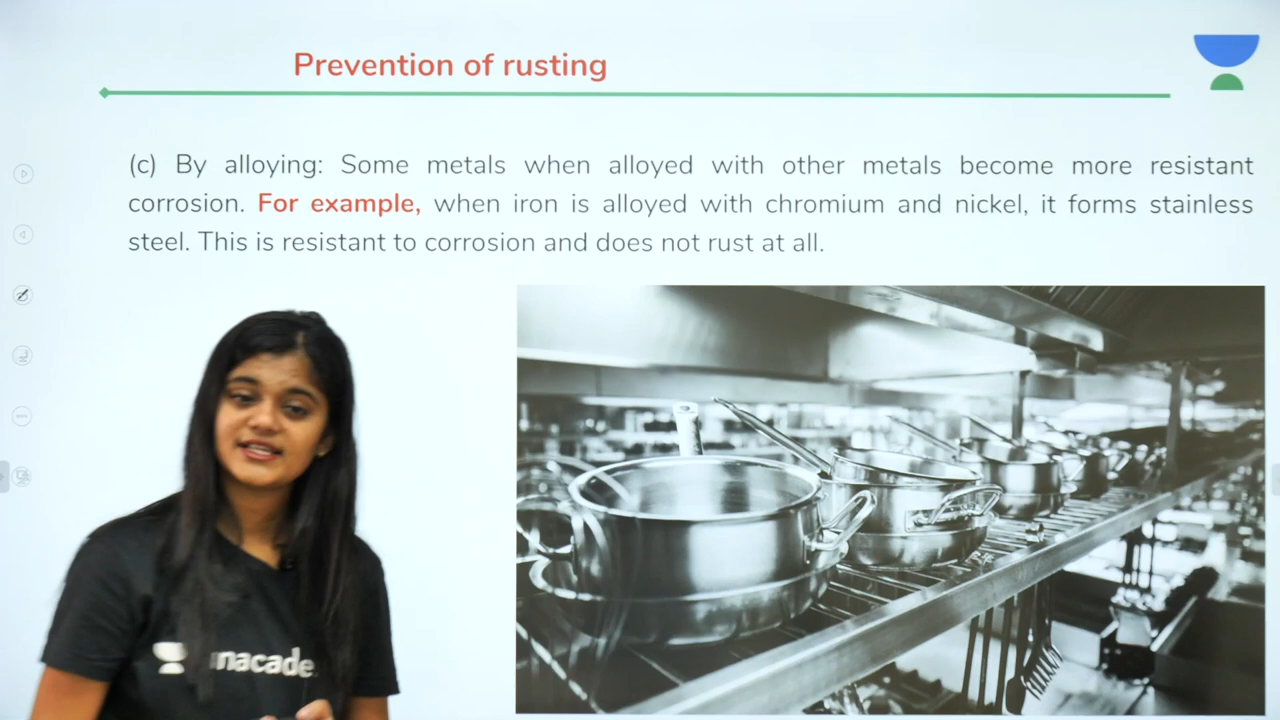 Prevention of rusting
(c) By alloying: Some metals when alloyed with other metals become more resistant
corrosion. For example, when iron is alloyed with chromium and nickel, it forms stainless
steel. This is resistant to corrosion and does not rust at all.